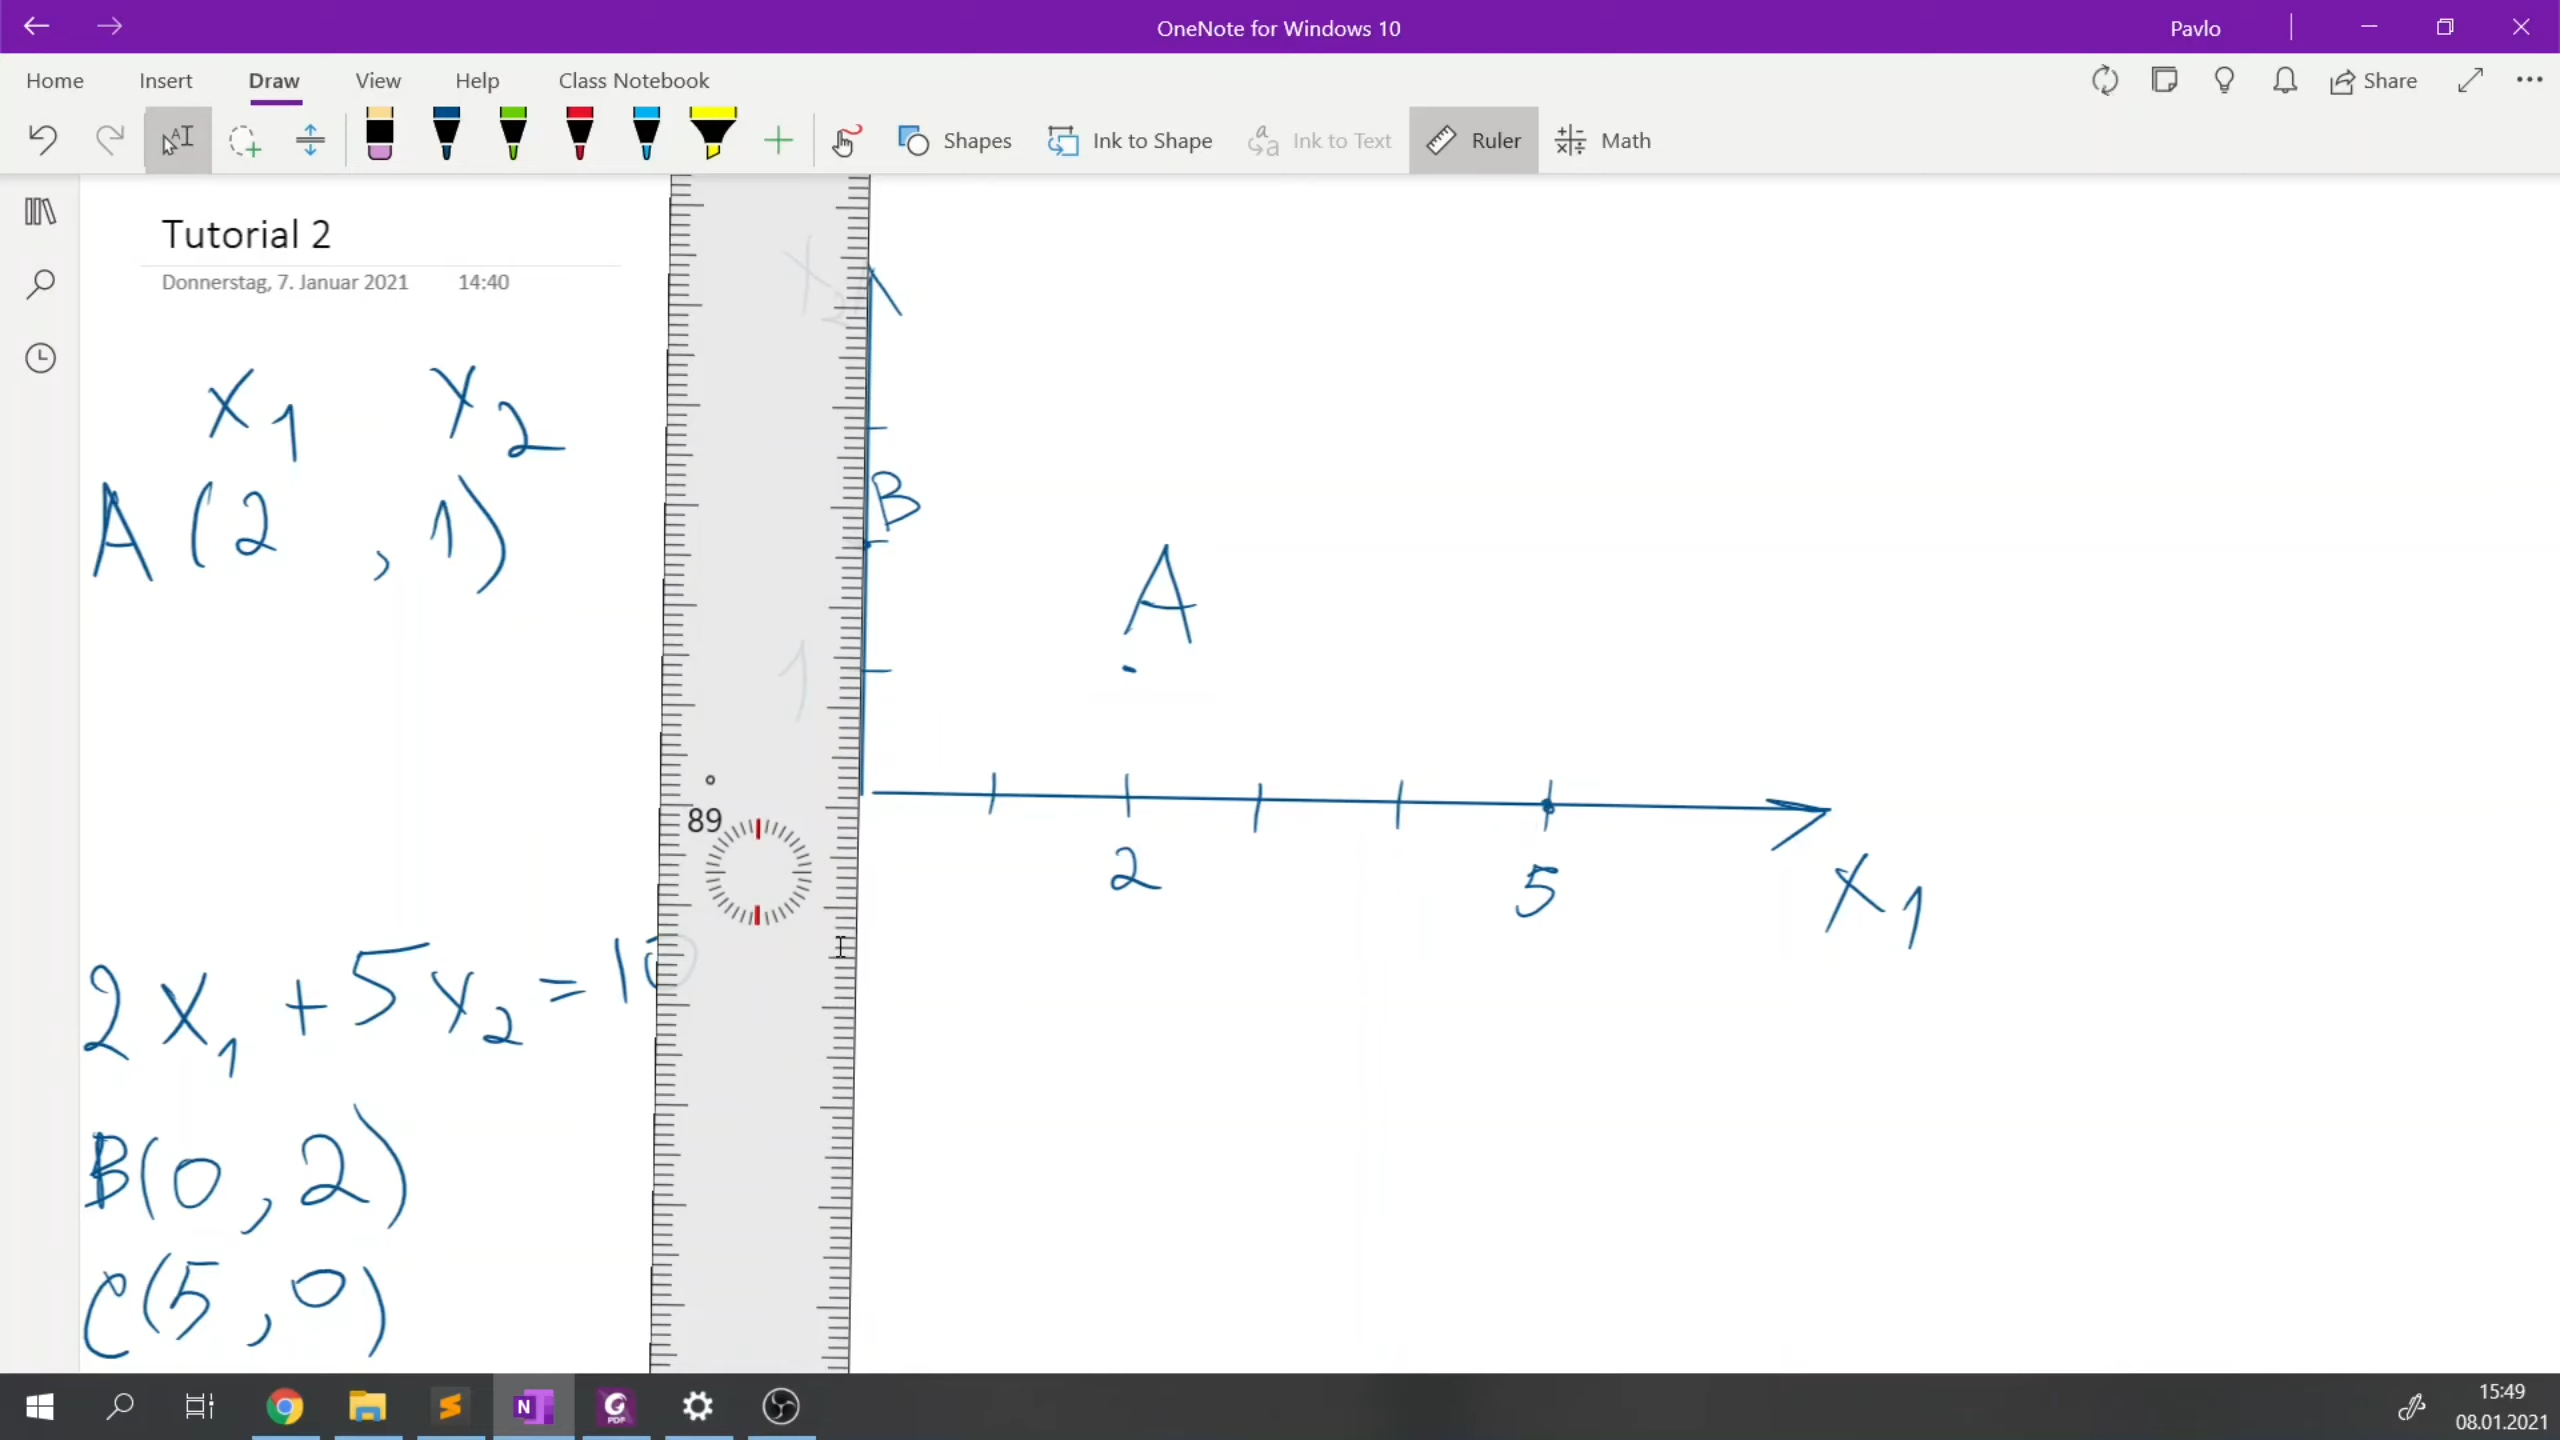 OneNote for Windows 10
Pavlo
Home Insert Draw View Help Class Notebook
Share
Shapes Ink to Shape Ink to Text Ruler Math
Tutorial 2
Donnerstag, 7. Januar 2021 14:40
x1 x2
A (2 , 1)
2x1 + 5x2 = 10
B(0 , 2)
C(5 , 0)
x2
B
A
1
°
89
2
5
x1
15:49
08.01.2021